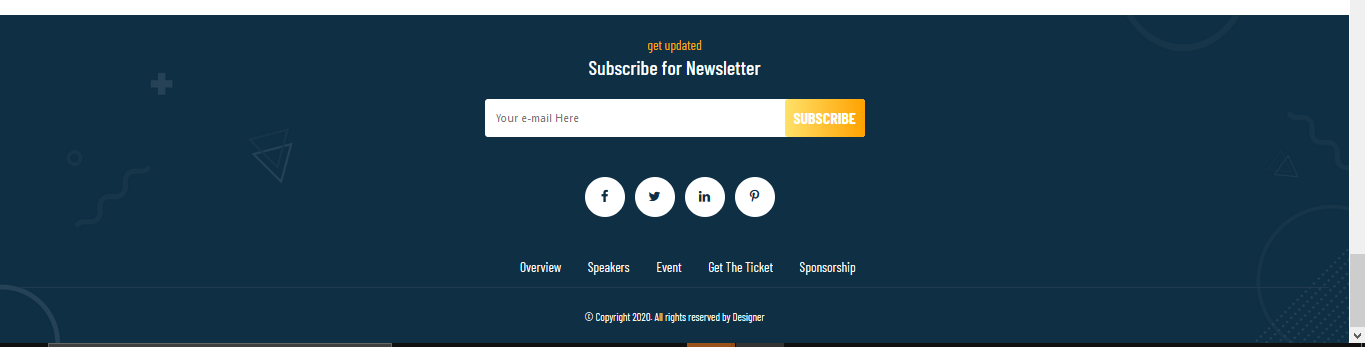 get updated
Subscribe for Newsletter
Your e-mail Here
SUBSCRIBE
Overview Speakers Event Get The Ticket Sponsorship
© Copyright 2020. All rights reserved by Designer